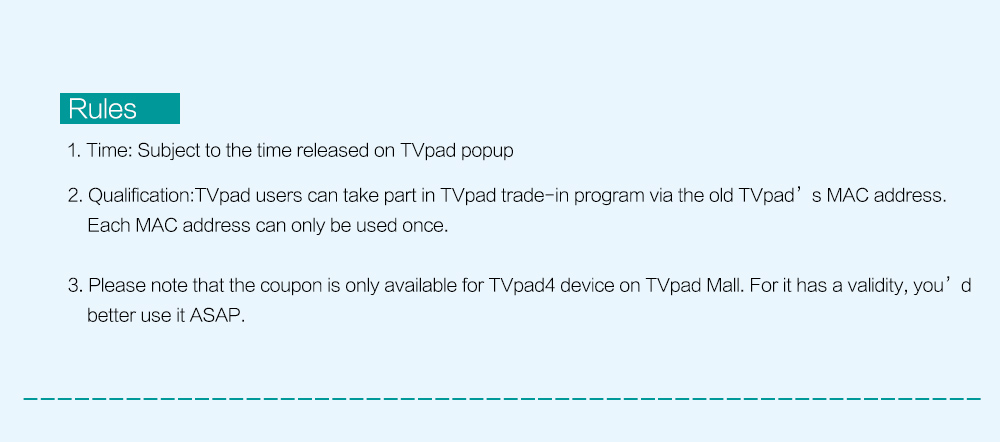 Rules
1. Time: Subject to the time released on TVpad popup
2. Qualification:TVpad users can take part in TVpad trade-in program via the old TVpad’s MAC address.
Each MAC address can only be used once.
3. Please note that the coupon is only available for TVpad4 device on TVpad Mall. For it has a validity, you’d
better use it ASAP.